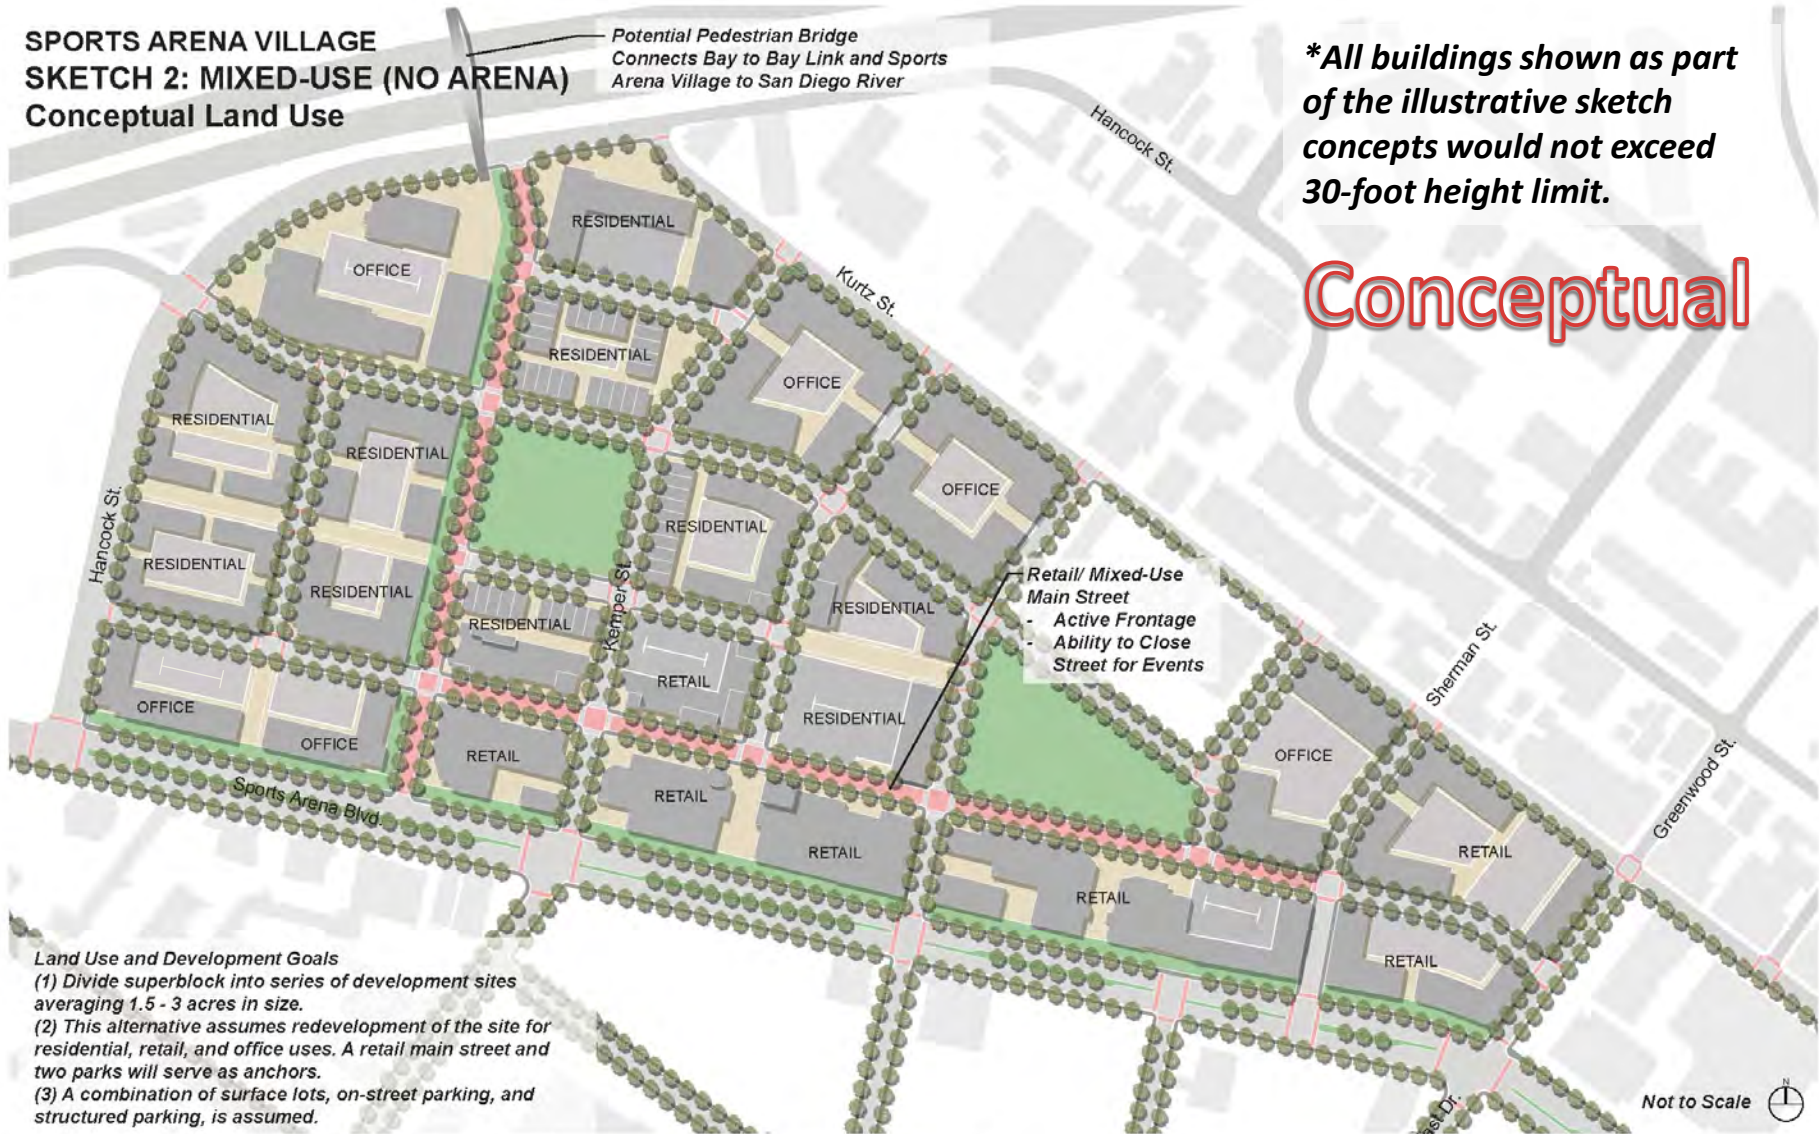 SPORTS ARENA VILLAGE
SKETCH 2: MIXED-USE (NO ARENA)
Conceptual Land Use
Potential Pedestrian Bridge
Connects Bay to Bay Link and Sports
Arena Village to San Diego River
*All buildings shown as part
of the illustrative sketch
concepts would not exceed
30-foot height limit.
Conceptual
Hancock St.
Kurtz St.
RESIDENTIAL
OFFICE
RESIDENTIAL
OFFICE
RESIDENTIAL
RESIDENTIAL
OFFICE
RESIDENTIAL
Hancock St.
RESIDENTIAL
RESIDENTIAL
Kemper St.
RESIDENTIAL
RESIDENTIAL
Retail/ Mixed-Use
Main Street
- Active Frontage
- Ability to Close
Street for Events
Sherman St.
RETAIL
OFFICE
RESIDENTIAL
OFFICE
RETAIL
OFFICE
Greenwood St.
Sports Arena Blvd.
RETAIL
RETAIL
RETAIL
RETAIL
RETAIL
Land Use and Development Goals
(1) Divide superblock into series of development sites
averaging 1.5 - 3 acres in size.
(2) This alternative assumes redevelopment of the site for
residential, retail, and office uses. A retail main street and
two parks will serve as anchors.
(3) A combination of surface lots, on-street parking, and
structured parking, is assumed.
Dr.
Not to Scale
N